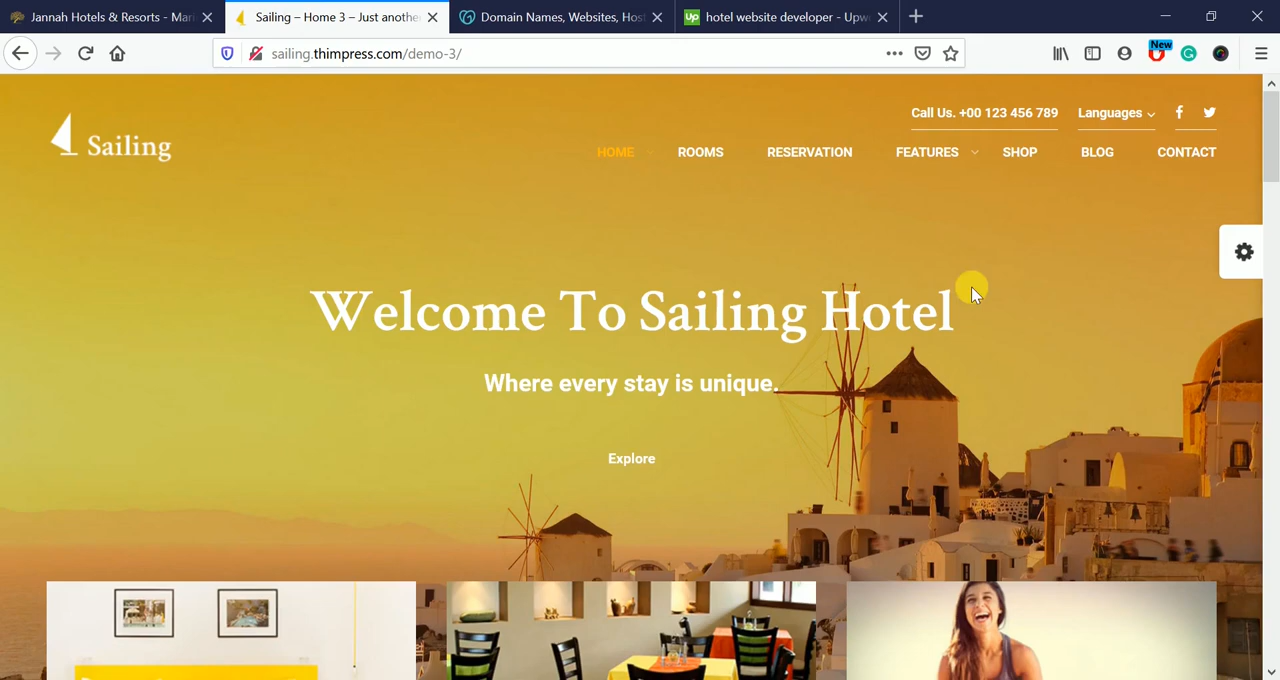 Jannah Hotels & Resorts - Mari
Sailing – Home 3 – Just anothe
Domain Names, Websites, Hos
up hotel website developer - Upw
sailing.thimpress.com/demo-3/
New
Call Us. +00 123 456 789 Languages
Sailing
HOME ROOMS RESERVATION FEATURES SHOP BLOG CONTACT
Welcome To Sailing Hotel
Where every stay is unique.
Explore